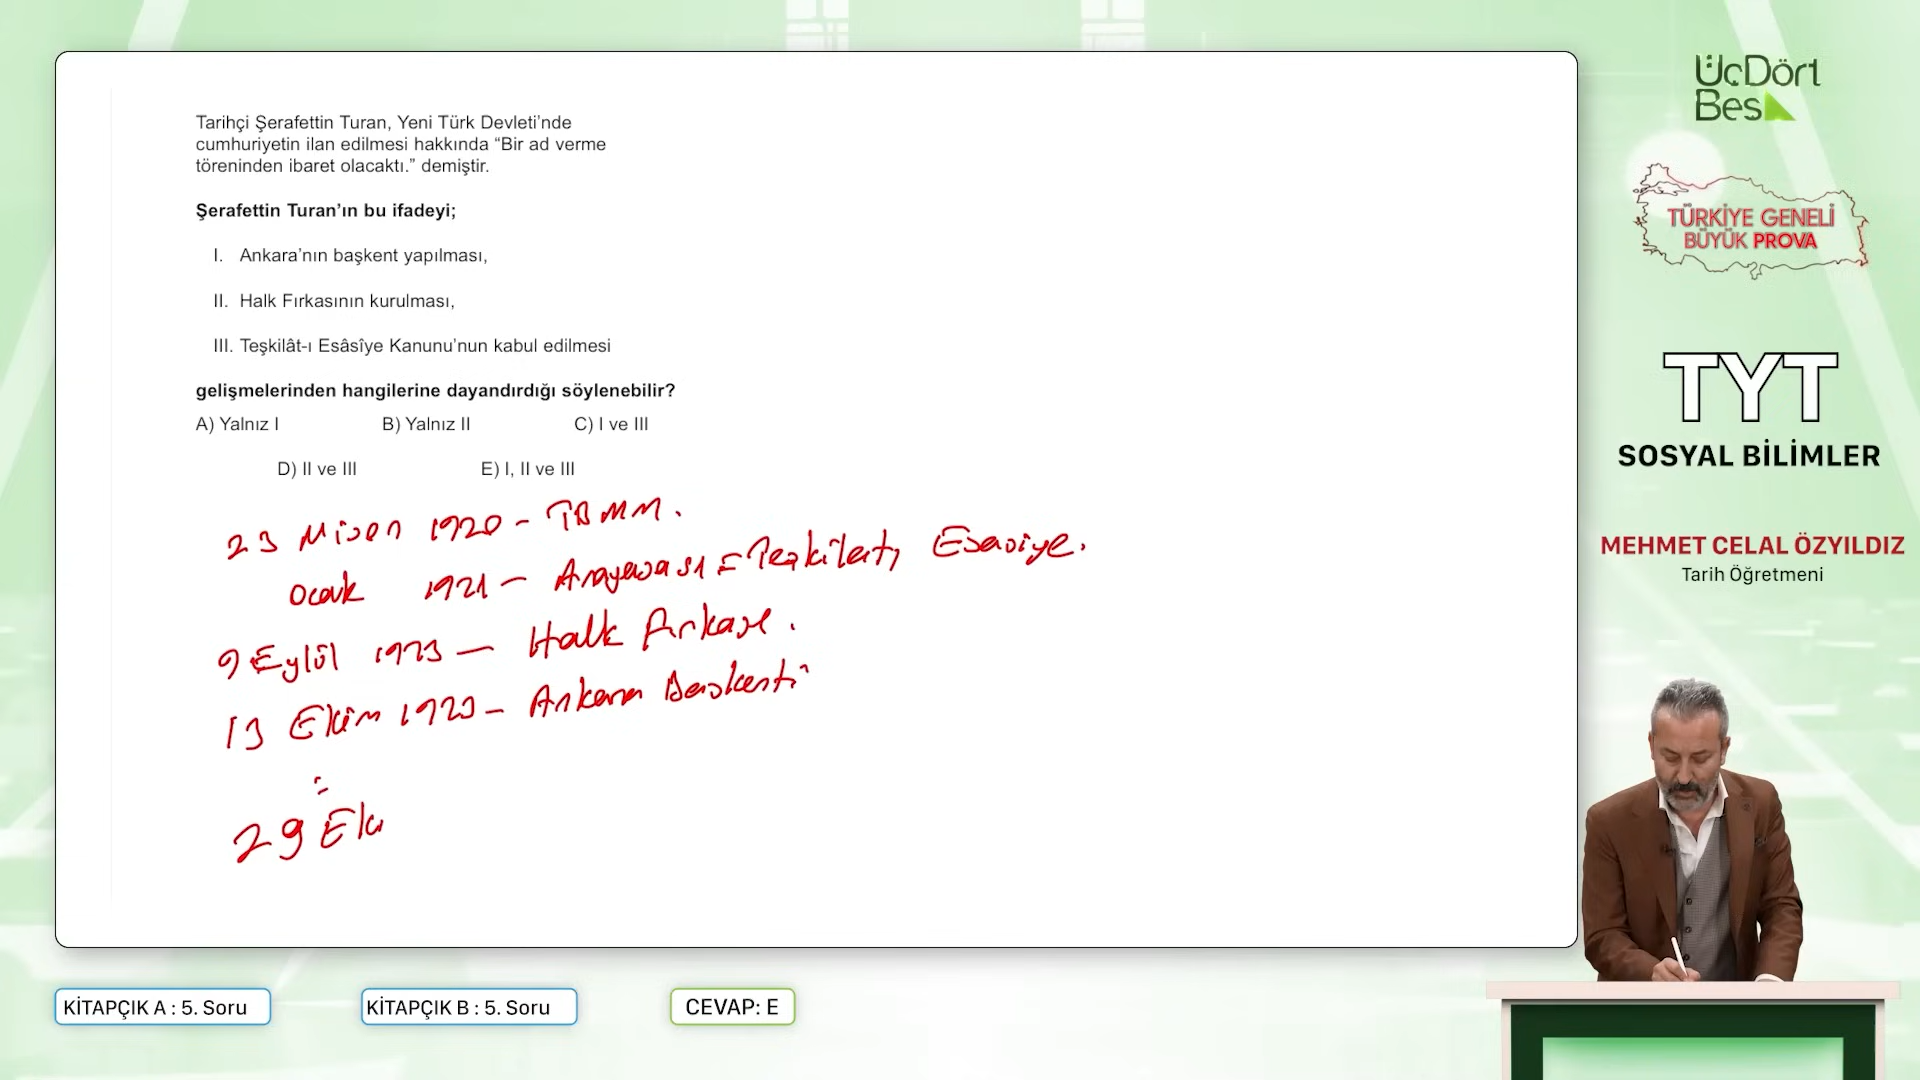 Tarihçi Şerafettin Turan, Yeni Türk Devleti’nde
cumhuriyetin ilan edilmesi hakkında “Bir ad verme
töreninden ibaret olacaktı.” demiştir.
Şerafettin Turan’ın bu ifadeyi;
I. Ankara’nın başkent yapılması,
II. Halk Fırkasının kurulması,
III. Teşkilât-ı Esâsîye Kanunu’nun kabul edilmesi
gelişmelerinden hangilerine dayandırdığı söylenebilir?
A) Yalnız I B) Yalnız II C) I ve III
D) II ve III E) I, II ve III
23 Nisan 1920 - TBMM.
Ocak 1921 - Anayasası = Teşkilatı Esasiye.
9 Eylül 1923 - Halk Fırkası.
13 Ekim 1923 - Ankara Başkenti
29 Eki
ÜçDört
Beş
TÜRKİYE GENELİ
BÜYÜK PROVA
TYT
SOSYAL BİLİMLER
MEHMET CELAL ÖZYILDIZ
Tarih Öğretmeni
KİTAPÇIK A : 5. Soru
KİTAPÇIK B : 5. Soru
CEVAP: E